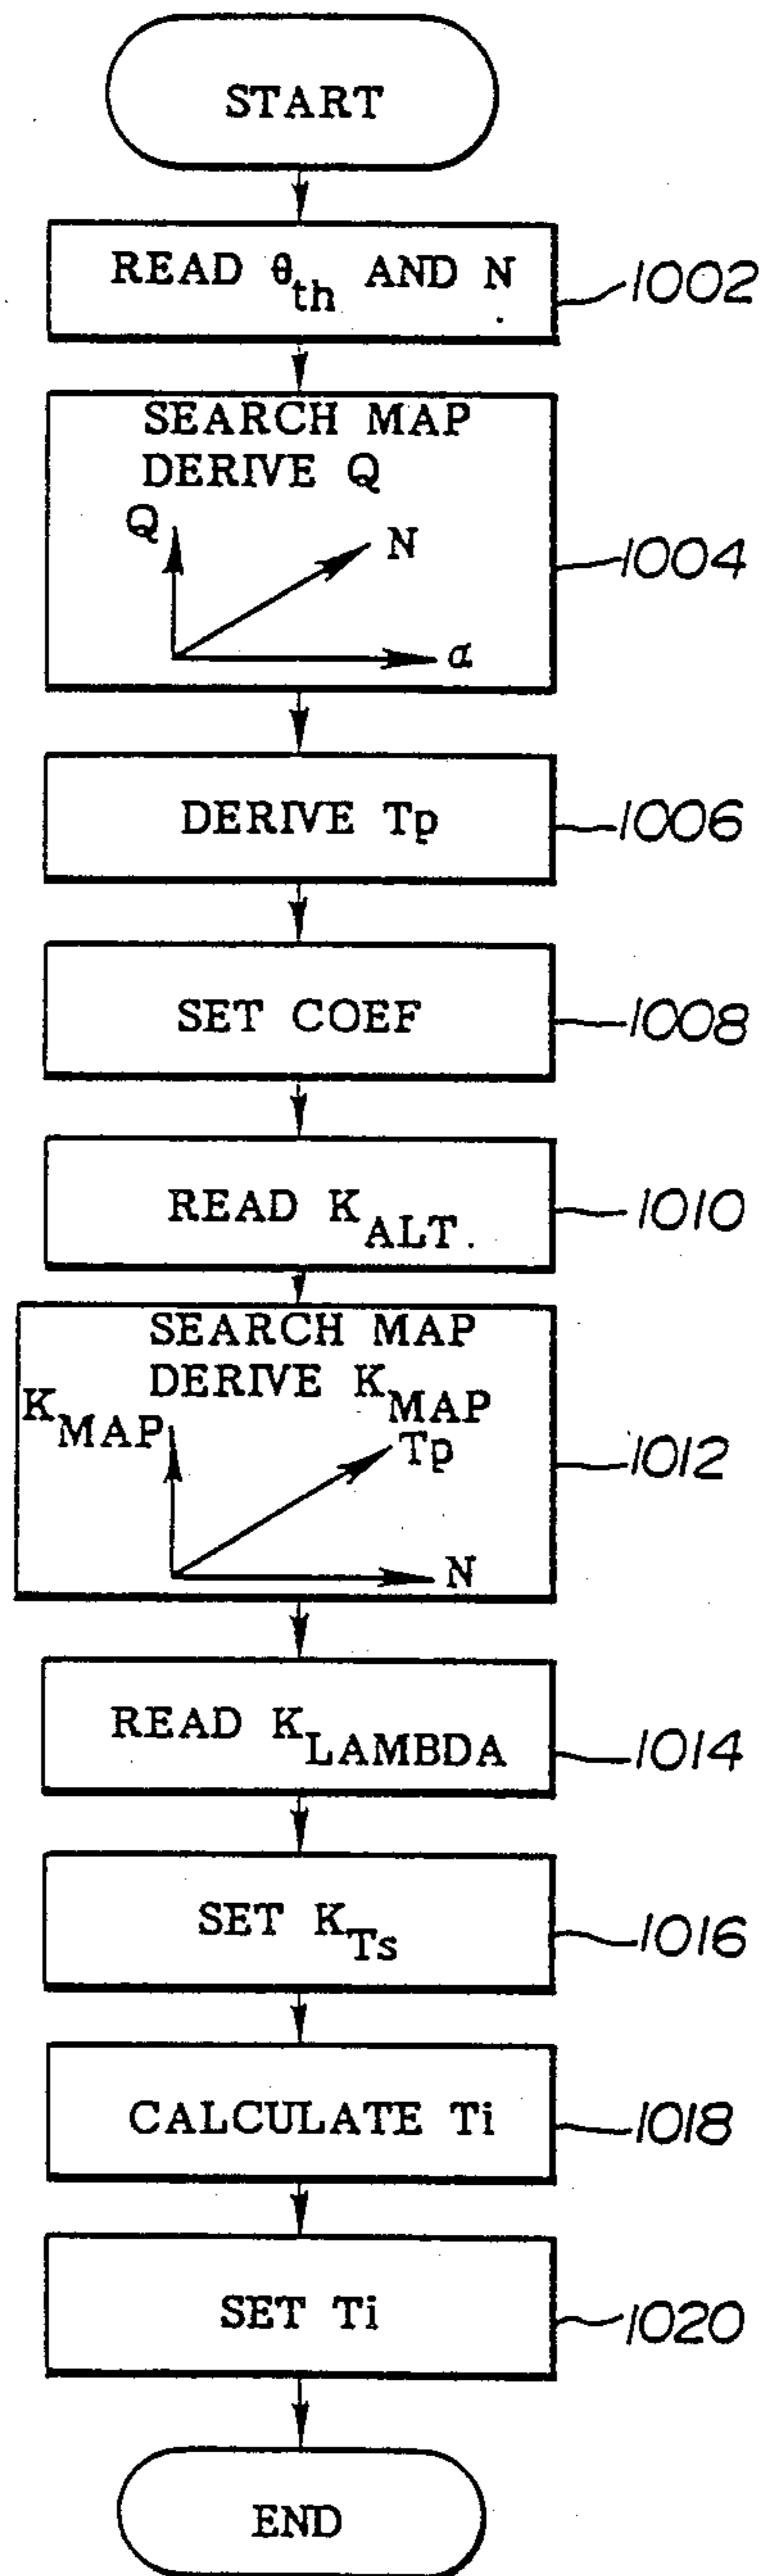 START
READ θth AND N
1002
SEARCH MAP
DERIVE Q
Q
N
α
1004
DERIVE Tp
1006
SET COEF
1008
READ KALT.
1010
SEARCH MAP
DERIVE KMAP
KMAP
Tp
N
1012
READ KLAMBDA
1014
SET KTs
1016
CALCULATE Ti
1018
SET Ti
1020
END